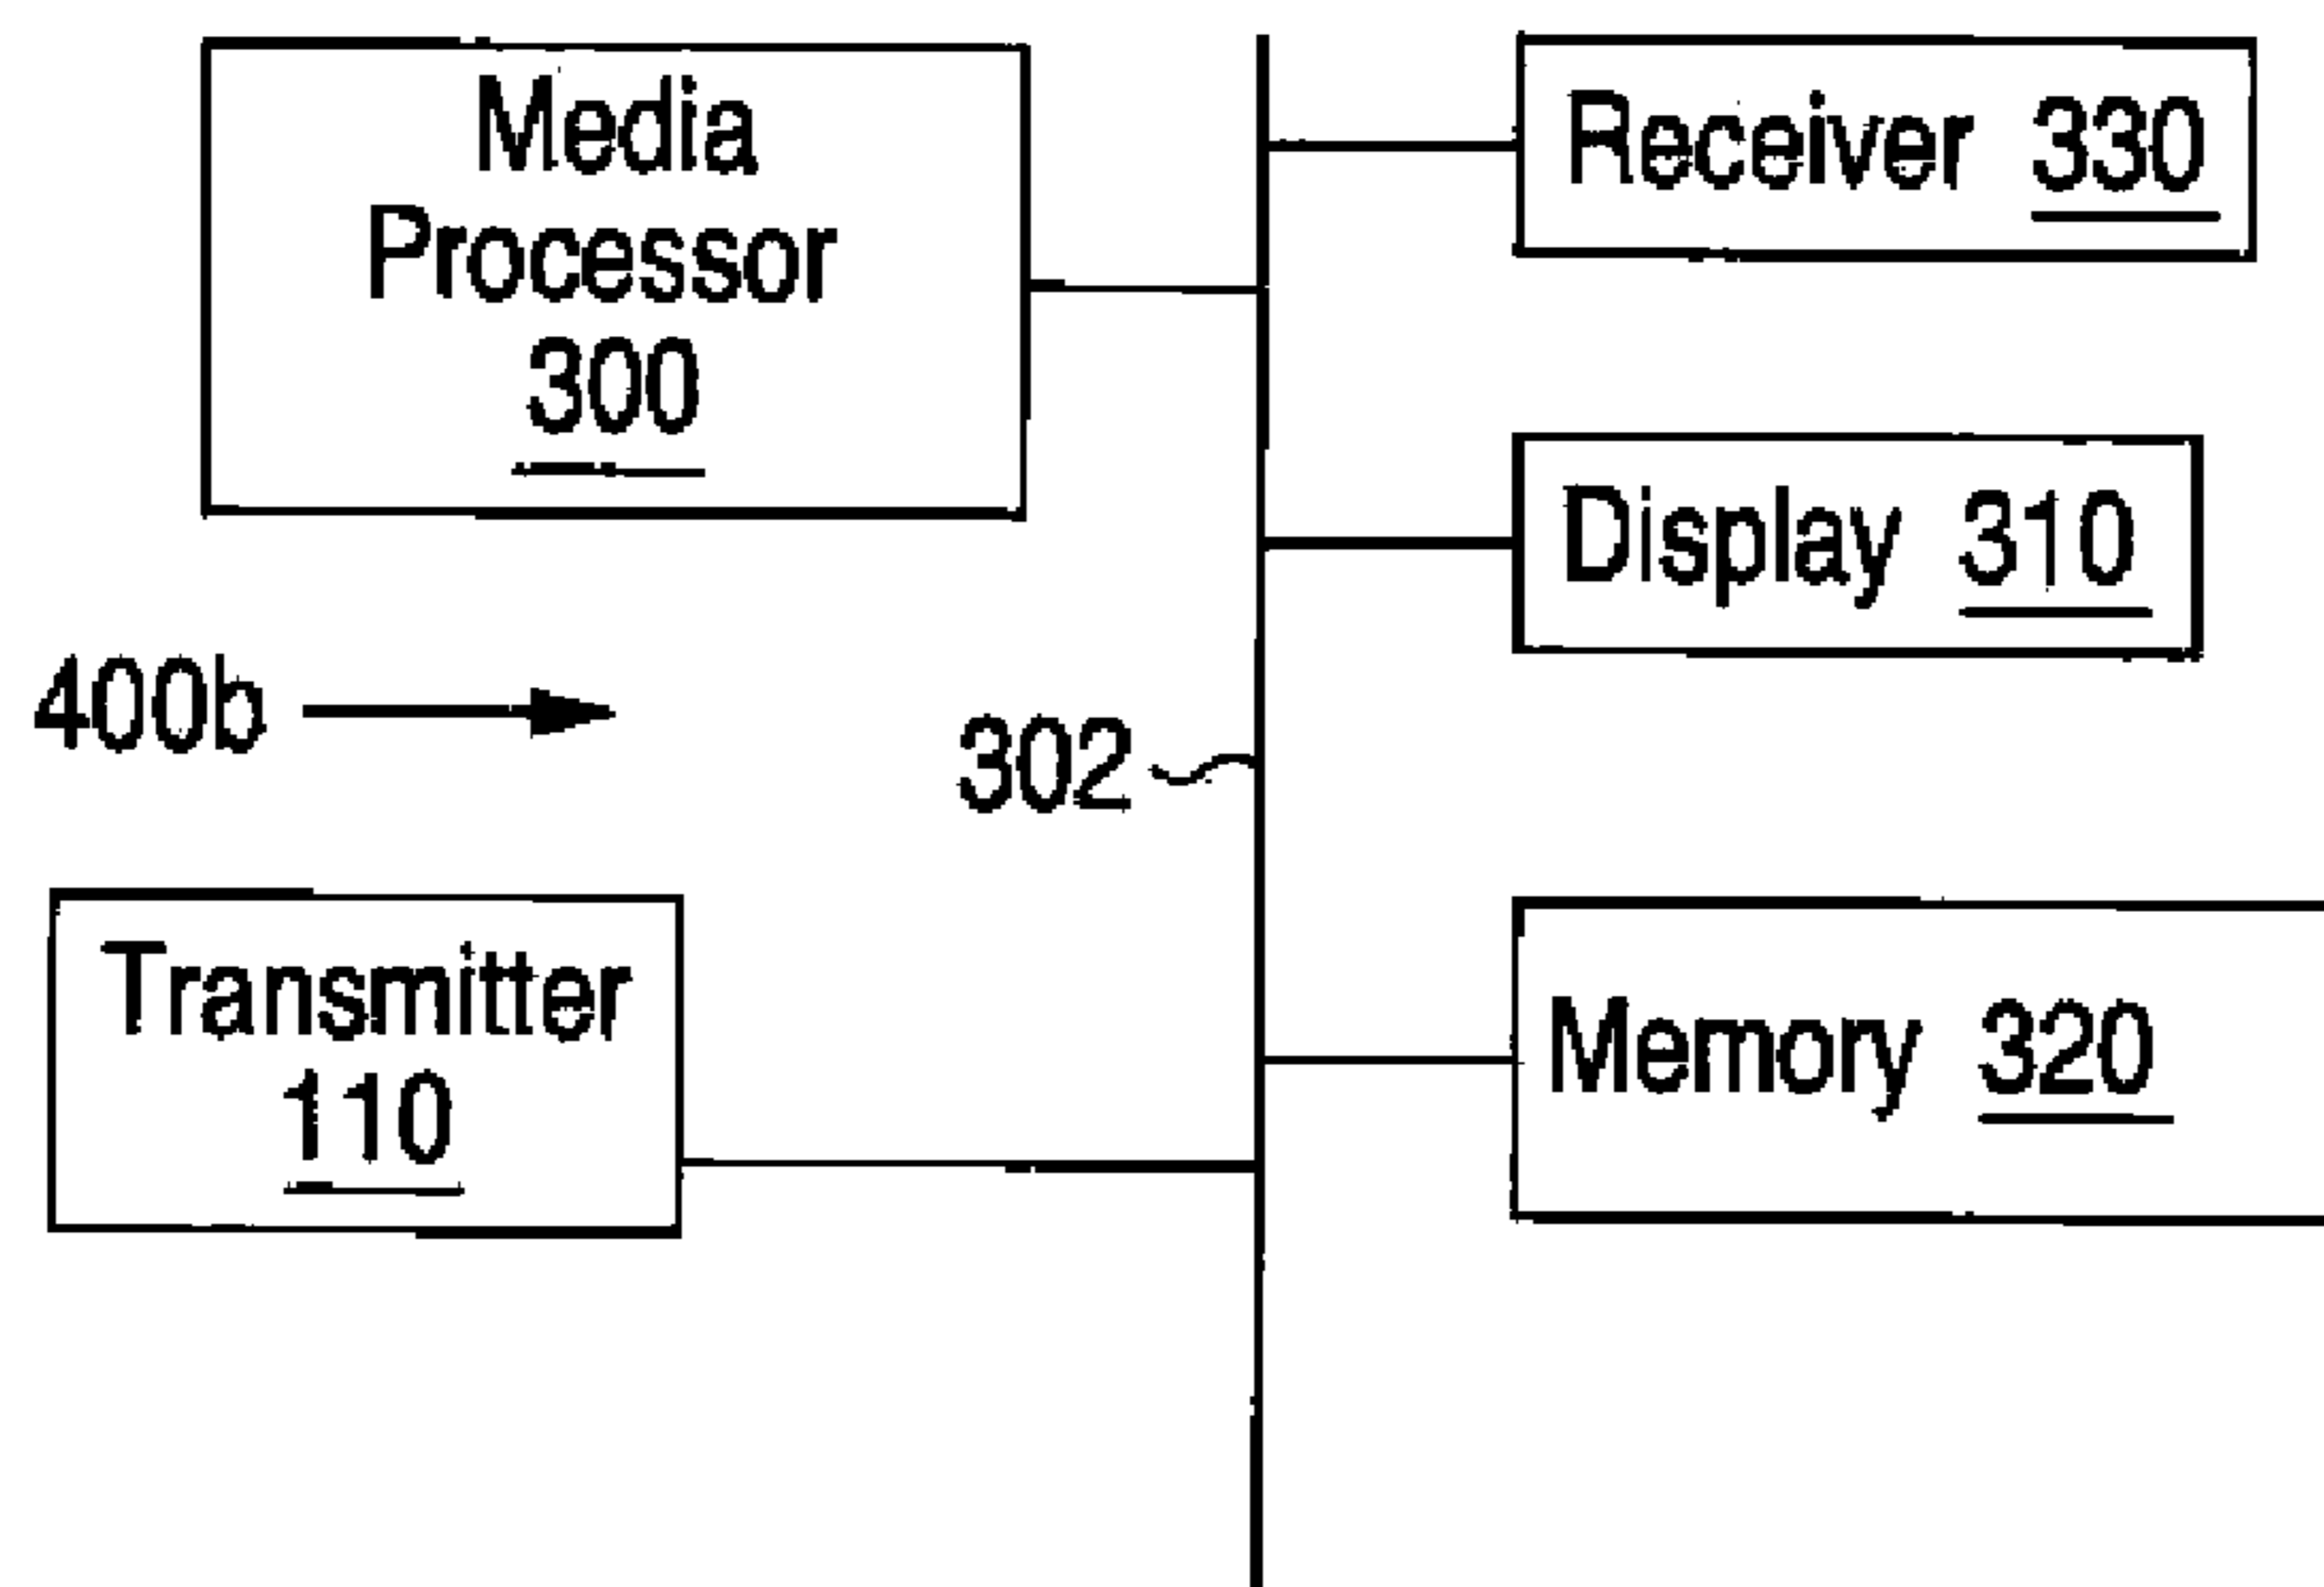 Media
Processor
300
Receiver 330
Display 310
400b
302
Transmitter
110
Memory 320